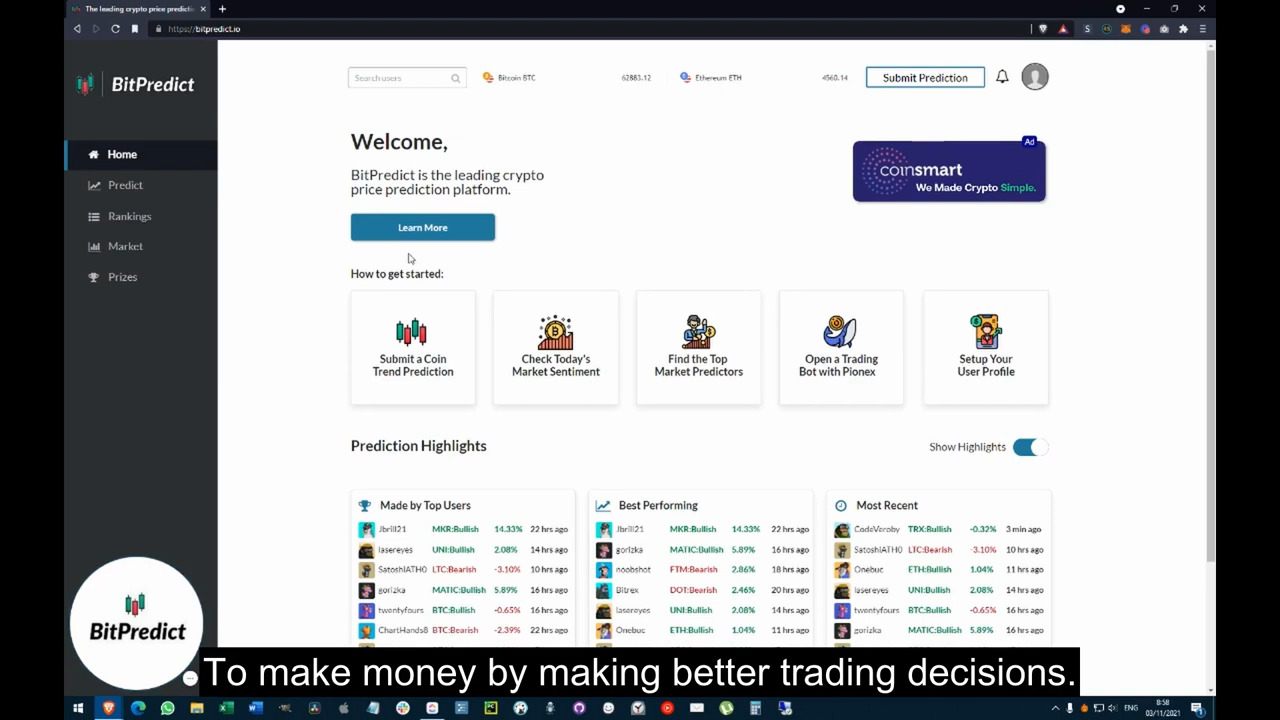 The leading crypto price predicti
https://bitpredict.io
BitPredict
Search users
Bitcoin BTC
62883.12
Ethereum ETH
4560.14
Submit Prediction
Home
Predict
Rankings
Market
Prizes
Welcome,
BitPredict is the leading crypto
price prediction platform.
Learn More
Ad
coinsmart
We Made Crypto Simple.
How to get started:
Submit a Coin
Trend Prediction
Check Today's
Market Sentiment
Find the Top
Market Predictors
Open a Trading
Bot with Pionex
Setup Your
User Profile
Prediction Highlights
Show Highlights
Made by Top Users
Jbrill21 MKR:Bullish 14.33% 22 hrs ago
lasereyes UNI:Bullish 2.08% 14 hrs ago
SatoshIATH0 LTC:Bearish -3.10% 10 hrs ago
gorizka MATIC:Bullish 5.89% 16 hrs ago
twentyfours BTC:Bullish -0.65% 16 hrs ago
ChartHands8 BTC:Bearish -2.39% 22 hrs ago
Best Performing
Jbrill21 MKR:Bullish 14.33% 22 hrs ago
gorizka MATIC:Bullish 5.89% 16 hrs ago
noobshot FTM:Bearish 2.86% 18 hrs ago
Bitrex DOT:Bearish 2.46% 20 hrs ago
lasereyes UNI:Bullish 2.08% 14 hrs ago
Onebuc ETH:Bullish 1.04% 11 hrs ago
Most Recent
CodaVeroby TRX:Bullish -0.32% 3 min ago
SatoshIATH0 LTC:Bearish -3.10% 10 hrs ago
Onebuc ETH:Bullish 1.04% 11 hrs ago
lasereyes UNI:Bullish 2.08% 14 hrs ago
twentyfours BTC:Bullish -0.65% 16 hrs ago
gorizka MATIC:Bullish 5.89% 16 hrs ago
BitPredict
To make money by making better trading decisions.
ENG
8:58
03/11/2021